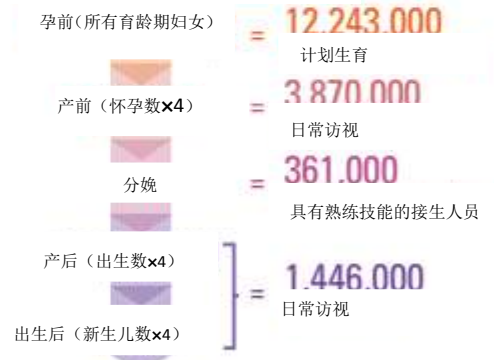 孕前(所有育龄期妇女）
= 12.243.000
计划生育
产前（怀孕数×4）
= 3.870.000
日常访视
分娩
= 361.000
具有熟练技能的接生人员
产后（出生数×4）
= 1.446.000
日常访视
出生后（新生儿数×4）